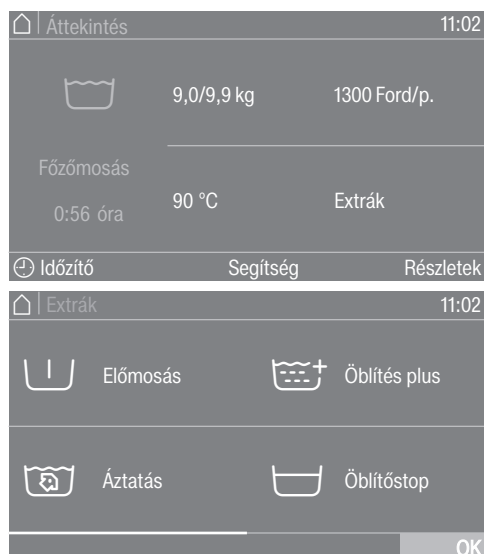 Áttekintés 11:02
9,0/9,9 kg 1300 Ford/p.
Főzőmosás
0:56 óra
90 °C Extrák
Időzítő Segítség Részletek
Extrák 11:02
Előmosás Öblítés plus
Áztatás Öblítőstop
OK